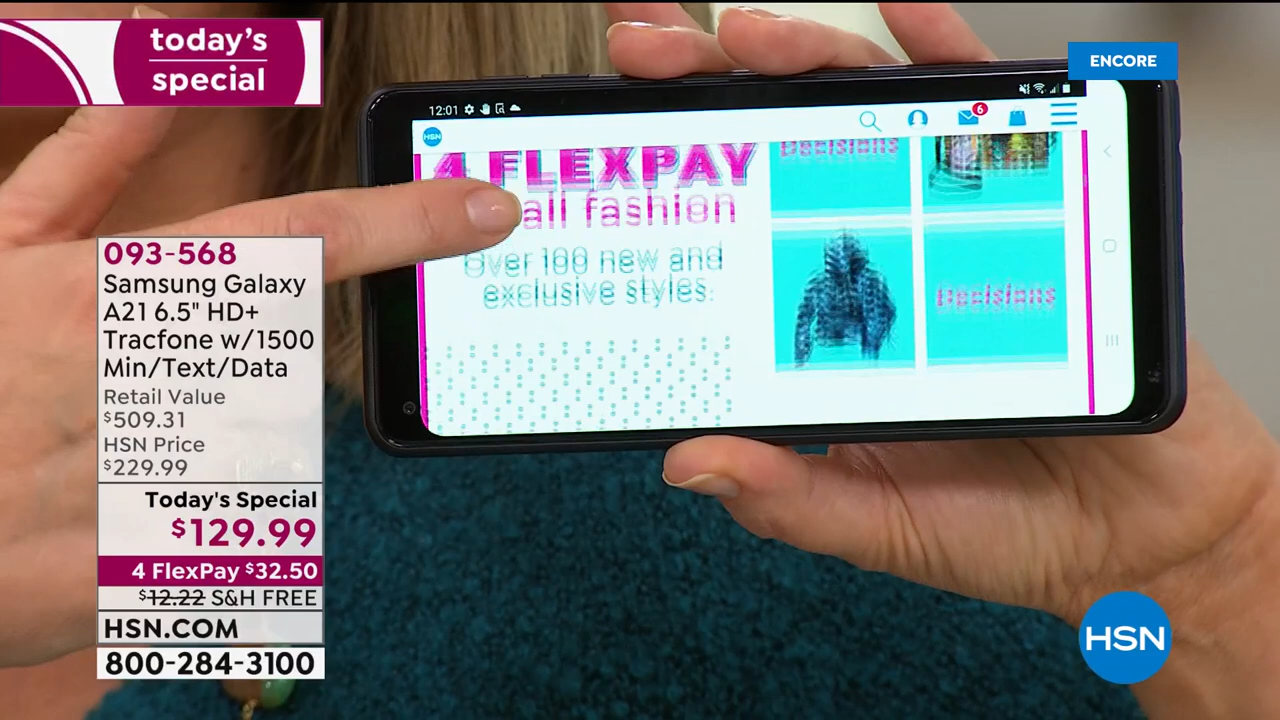 today's
special
ENCORE
12:01
HSN
6
4 FLEXPAY
all fashion
Over 100 new and
exclusive styles.
Decisions
Decisions
093-568
Samsung Galaxy
A21 6.5" HD+
Tracfone w/1500
Min/Text/Data
Retail Value
$509.31
HSN Price
$229.99
Today's Special
$129.99
4 FlexPay $32.50
$12.22 S&H FREE
HSN.COM
800-284-3100
HSN